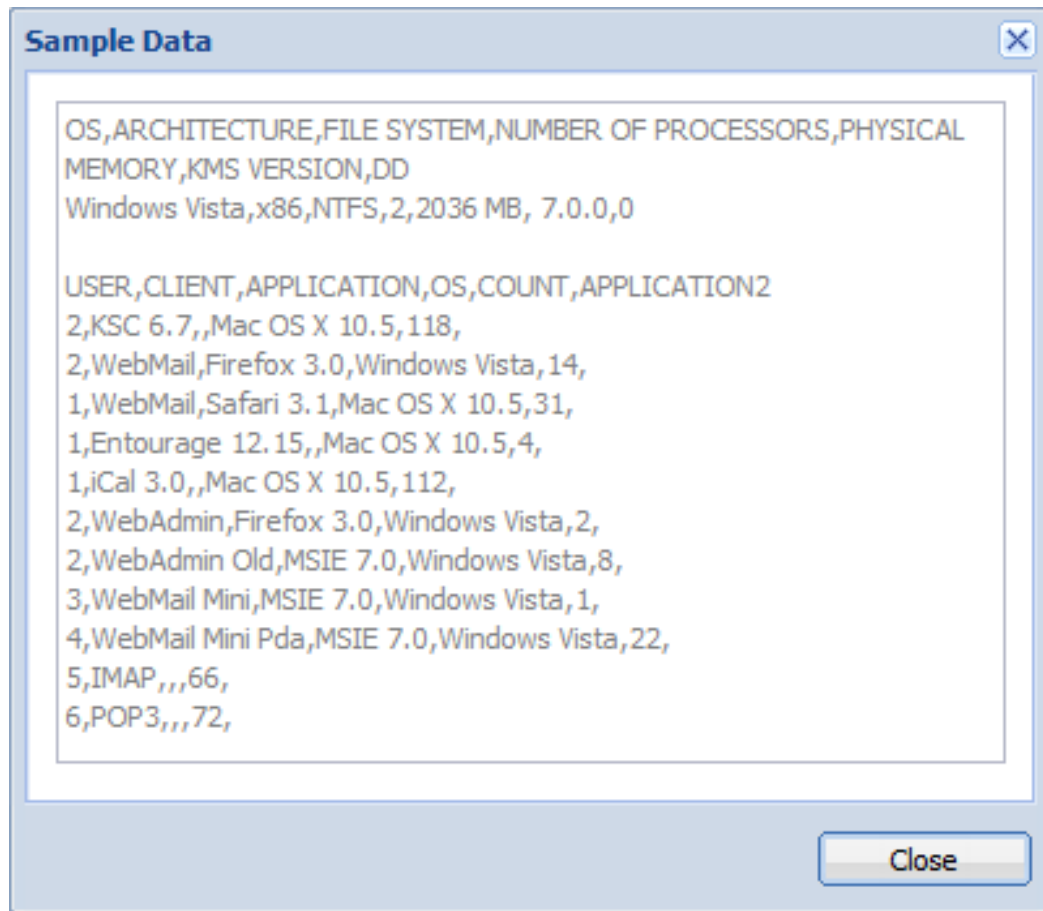 Sample Data
OS,ARCHITECTURE,FILE SYSTEM,NUMBER OF PROCESSORS,PHYSICAL
MEMORY,KMS VERSION,DD
Windows Vista,x86,NTFS,2,2036 MB, 7.0.0,0
USER,CLIENT,APPLICATION,OS,COUNT,APPLICATION2
2,KSC 6.7,,Mac OS X 10.5,118,
2,WebMail,Firefox 3.0,Windows Vista,14,
1,WebMail,Safari 3.1,Mac OS X 10.5,31,
1,Entourage 12.15,,Mac OS X 10.5,4,
1,iCal 3.0,,Mac OS X 10.5,112,
2,WebAdmin,Firefox 3.0,Windows Vista,2,
2,WebAdmin Old,MSIE 7.0,Windows Vista,8,
3,WebMail Mini,MSIE 7.0,Windows Vista,1,
4,WebMail Mini Pda,MSIE 7.0,Windows Vista,22,
5,IMAP,,,66,
6,POP3,,,72,
Close